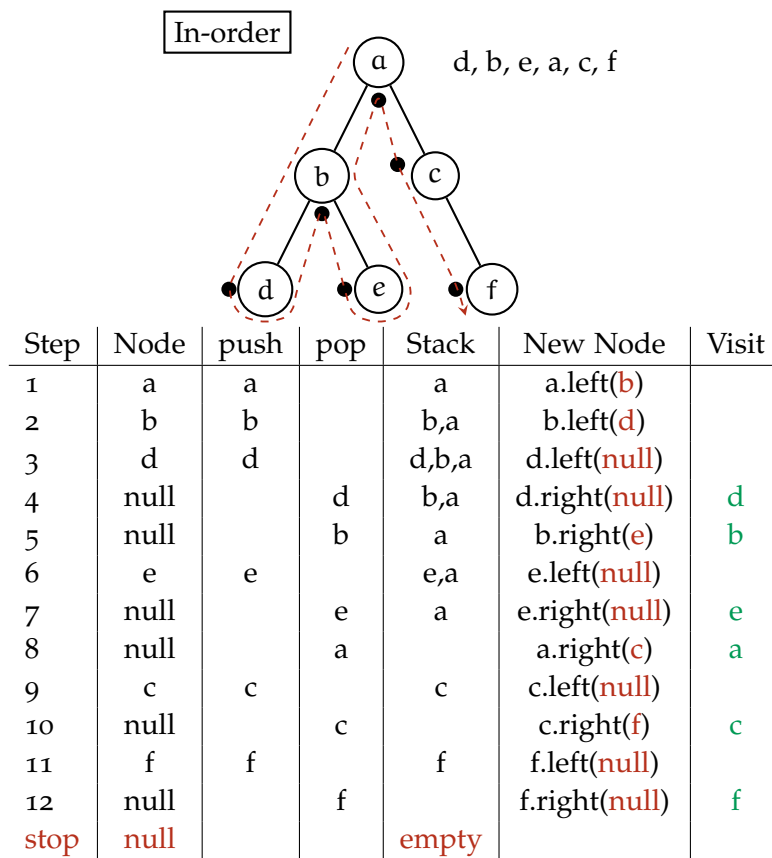 In-order
a
d, b, e, a, c, f
b
c
d
e
f
Step Node push pop Stack New Node Visit
1 a a a a.left(b)
2 b b b,a b.left(d)
3 d d d,b,a d.left(null)
4 null d b,a d.right(null) d
5 null b a b.right(e) b
6 e e e,a e.left(null)
7 null e a e.right(null) e
8 null a a.right(c) a
9 c c c c.left(null)
10 null c c.right(f) c
11 f f f f.left(null)
12 null f f.right(null) f
stop null empty